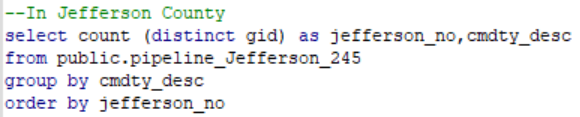 --In Jefferson County
select count (distinct gid) as jefferson_no,cmdty_desc
from public.pipeline_Jefferson_245
group by cmdty_desc
order by jefferson_no